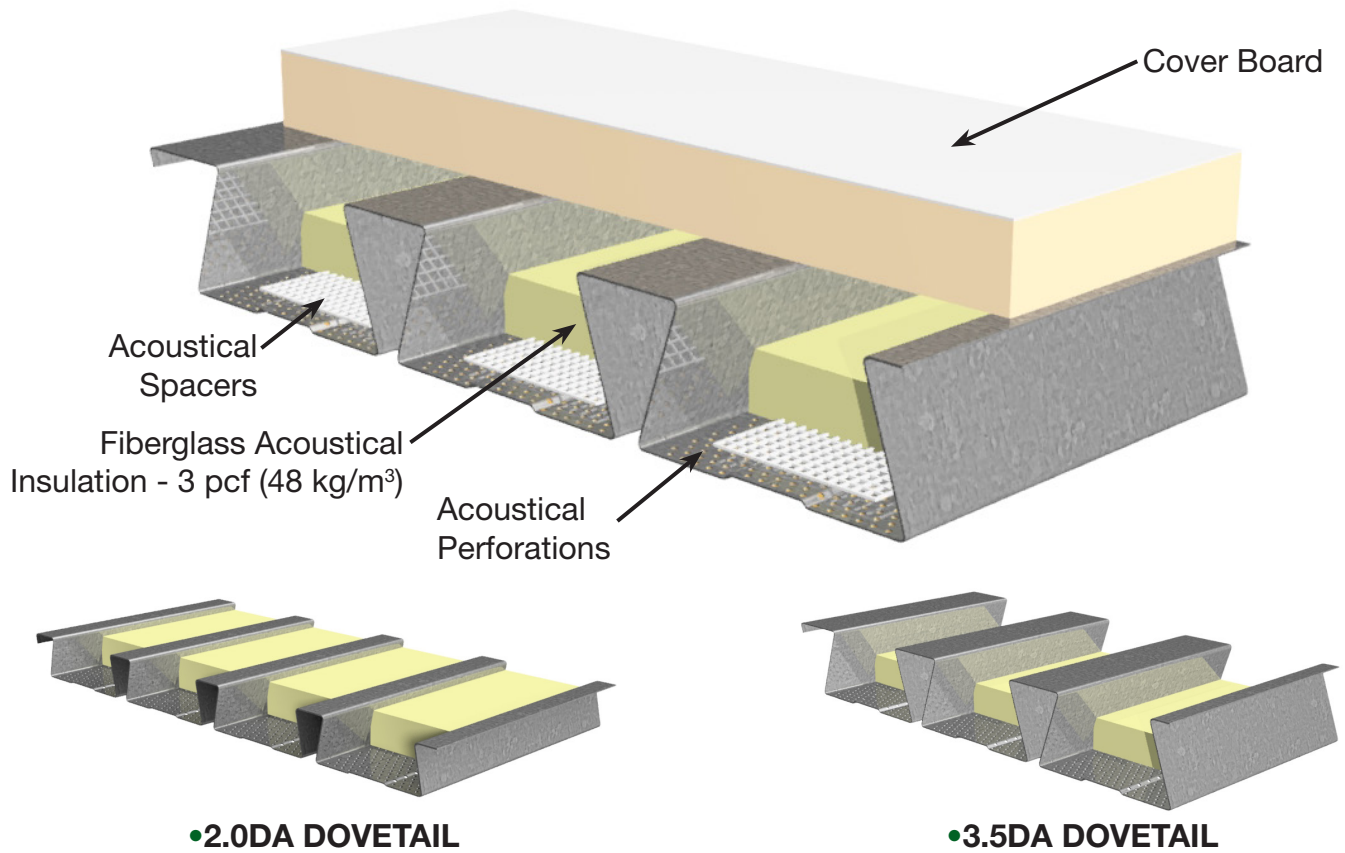 Cover Board
Acoustical
Spacers
Fiberglass Acoustical
Insulation - 3 pcf (48 kg/m³)
Acoustical
Perforations
•2.0DA DOVETAIL
•3.5DA DOVETAIL